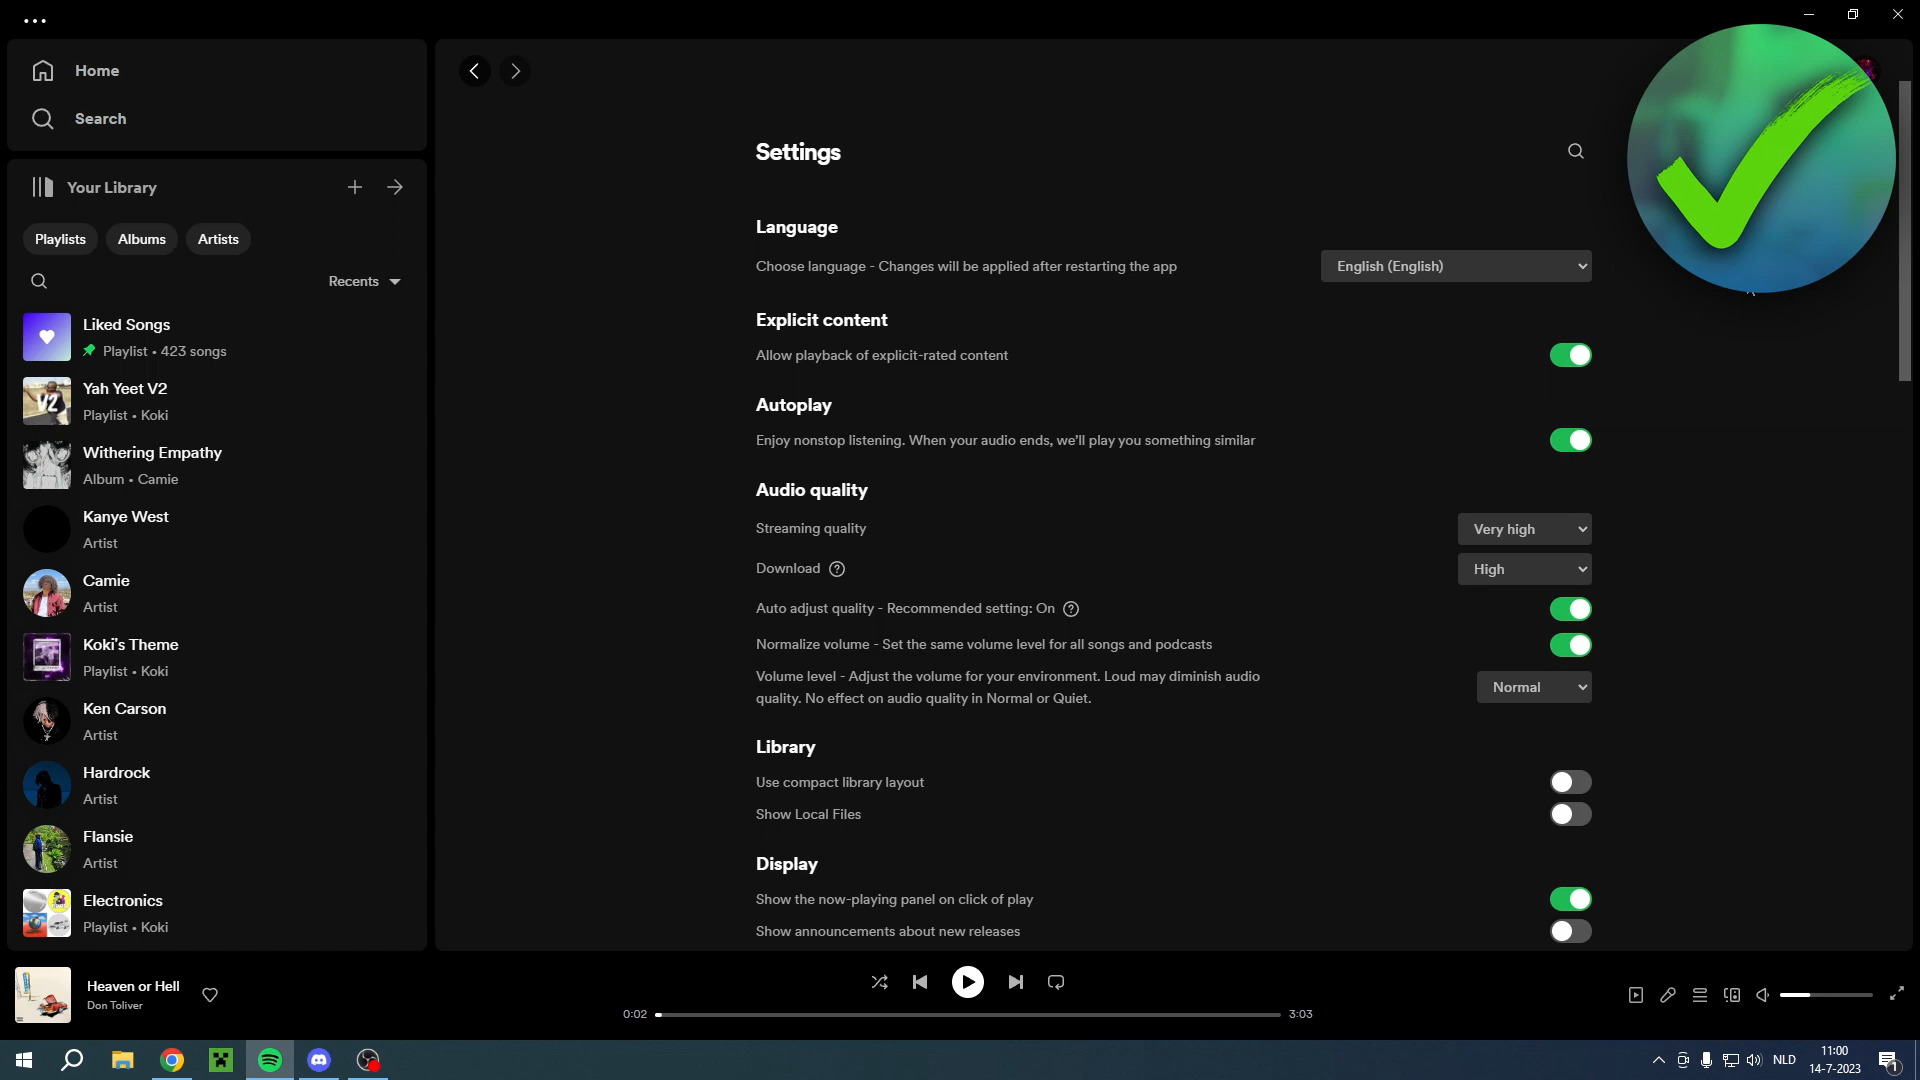 Home
Search
Your Library
Playlists
Albums
Artists
Recents
Liked Songs
Playlist • 423 songs
Yah Yeet V2
Playlist • Koki
Withering Empathy
Album • Camie
Kanye West
Artist
Camie
Artist
Koki's Theme
Playlist • Koki
Ken Carson
Artist
Hardrock
Artist
Flansie
Artist
Electronics
Playlist • Koki
Settings
Language
Choose language - Changes will be applied after restarting the app
English (English)
Explicit content
Allow playback of explicit-rated content
Autoplay
Enjoy nonstop listening. When your audio ends, we'll play you something similar
Audio quality
Streaming quality
Very high
Download
High
Auto adjust quality - Recommended setting: On
Normalize volume - Set the same volume level for all songs and podcasts
Volume level - Adjust the volume for your environment. Loud may diminish audio
quality. No effect on audio quality in Normal or Quiet.
Normal
Library
Use compact library layout
Show Local Files
Display
Show the now-playing panel on click of play
Show announcements about new releases
Heaven or Hell
Don Toliver
0:02
3:03
NLD
11:00
14-7-2023
1
V2